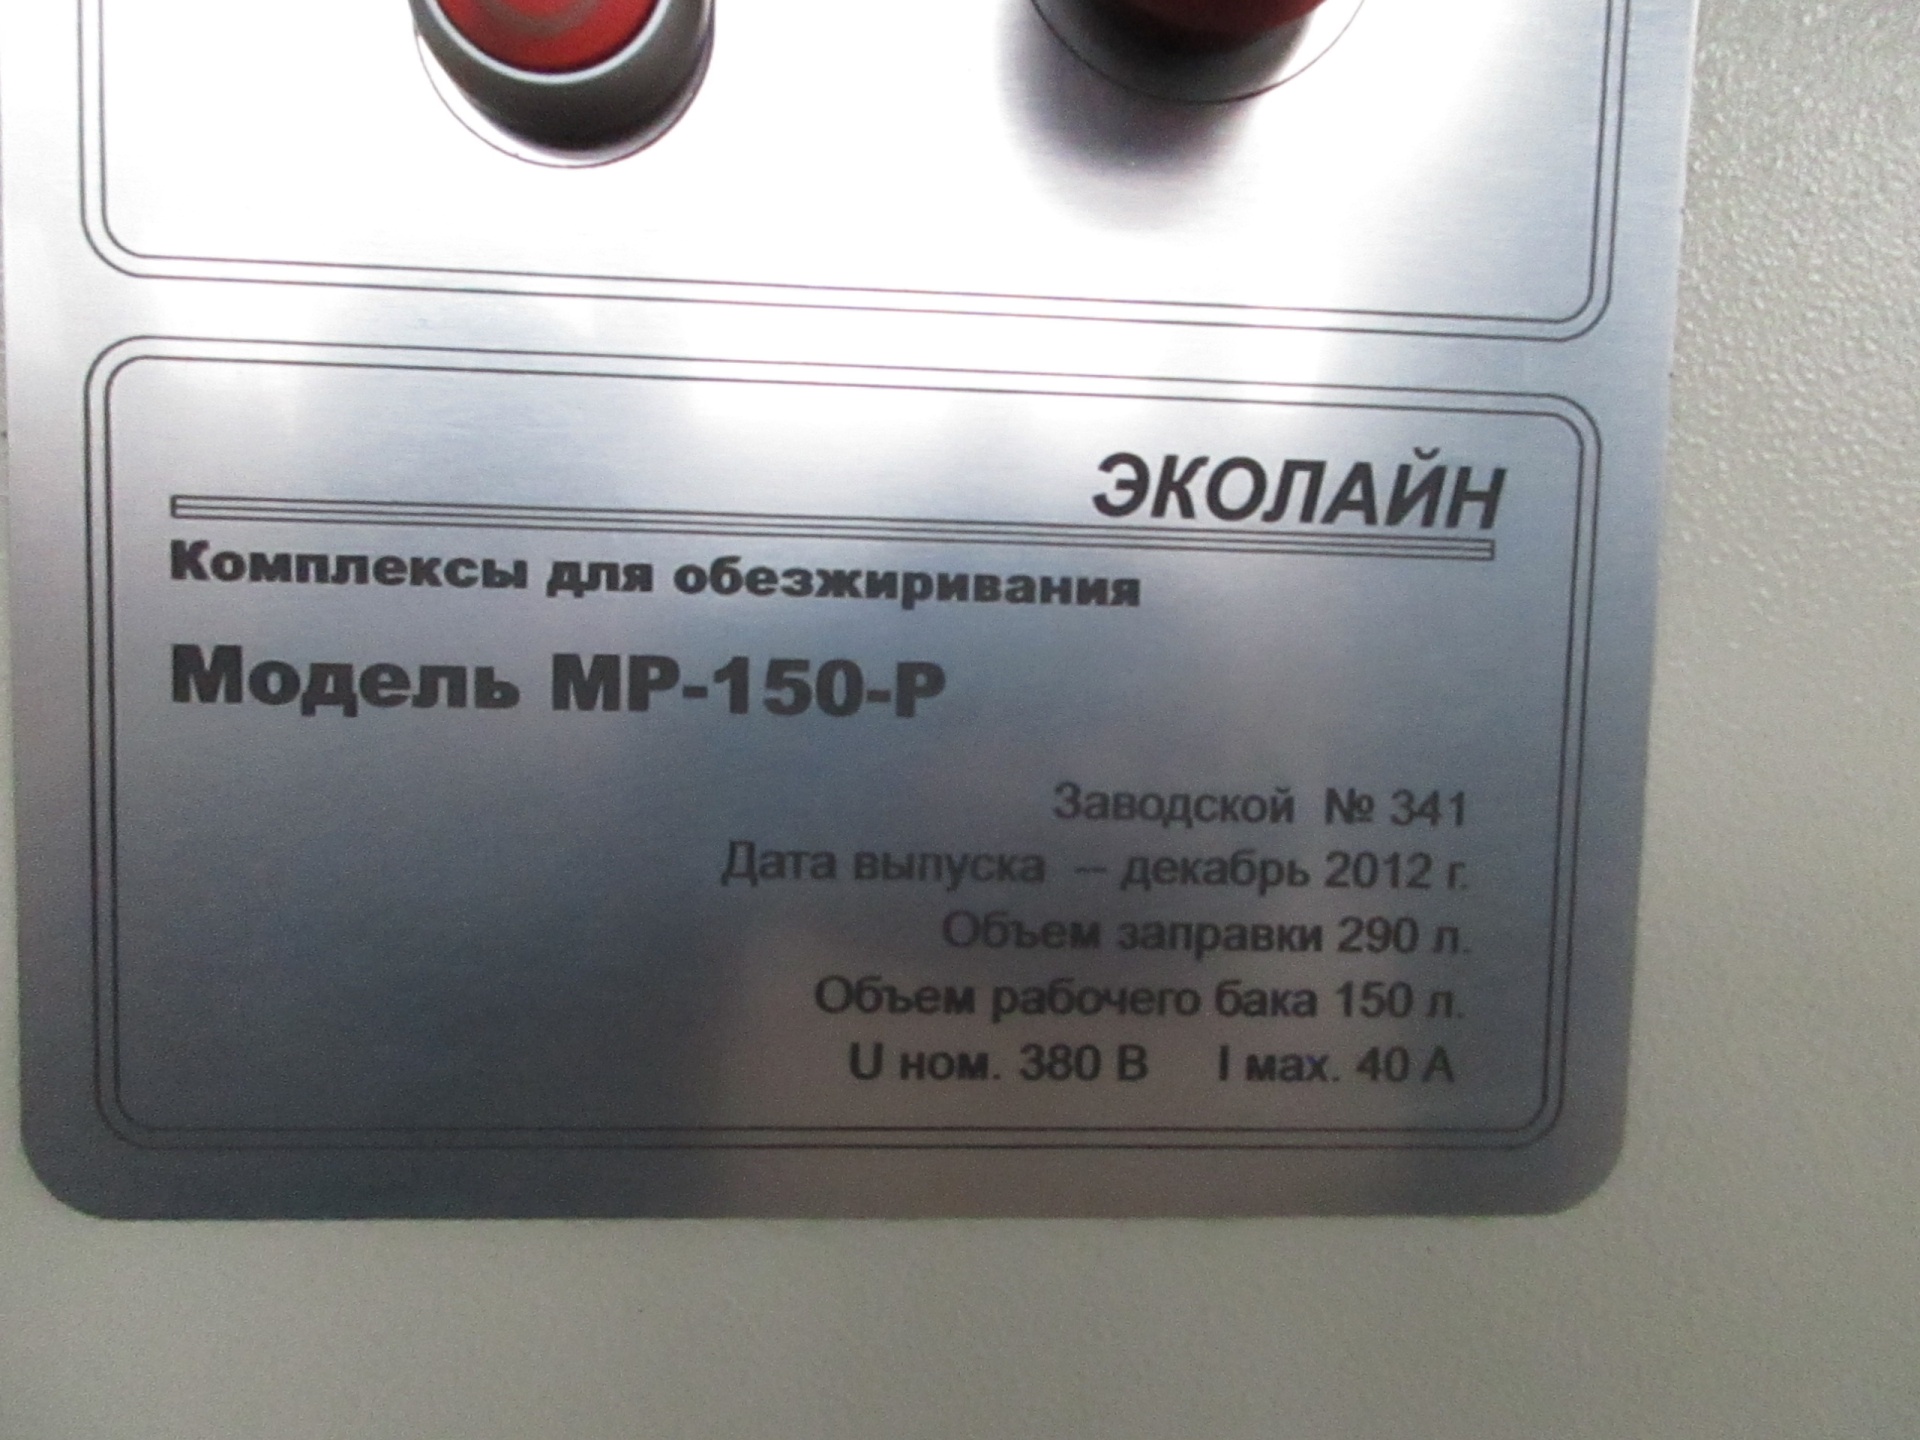 ЭКОЛАЙН
Комплексы для обезжиривания
Модель МР-150-Р
Заводской № 341
Дата выпуска – декабрь 2012 г.
Объем заправки 290 л.
Объем рабочего бака 150 л.
U ном. 380 В I мах. 40 А